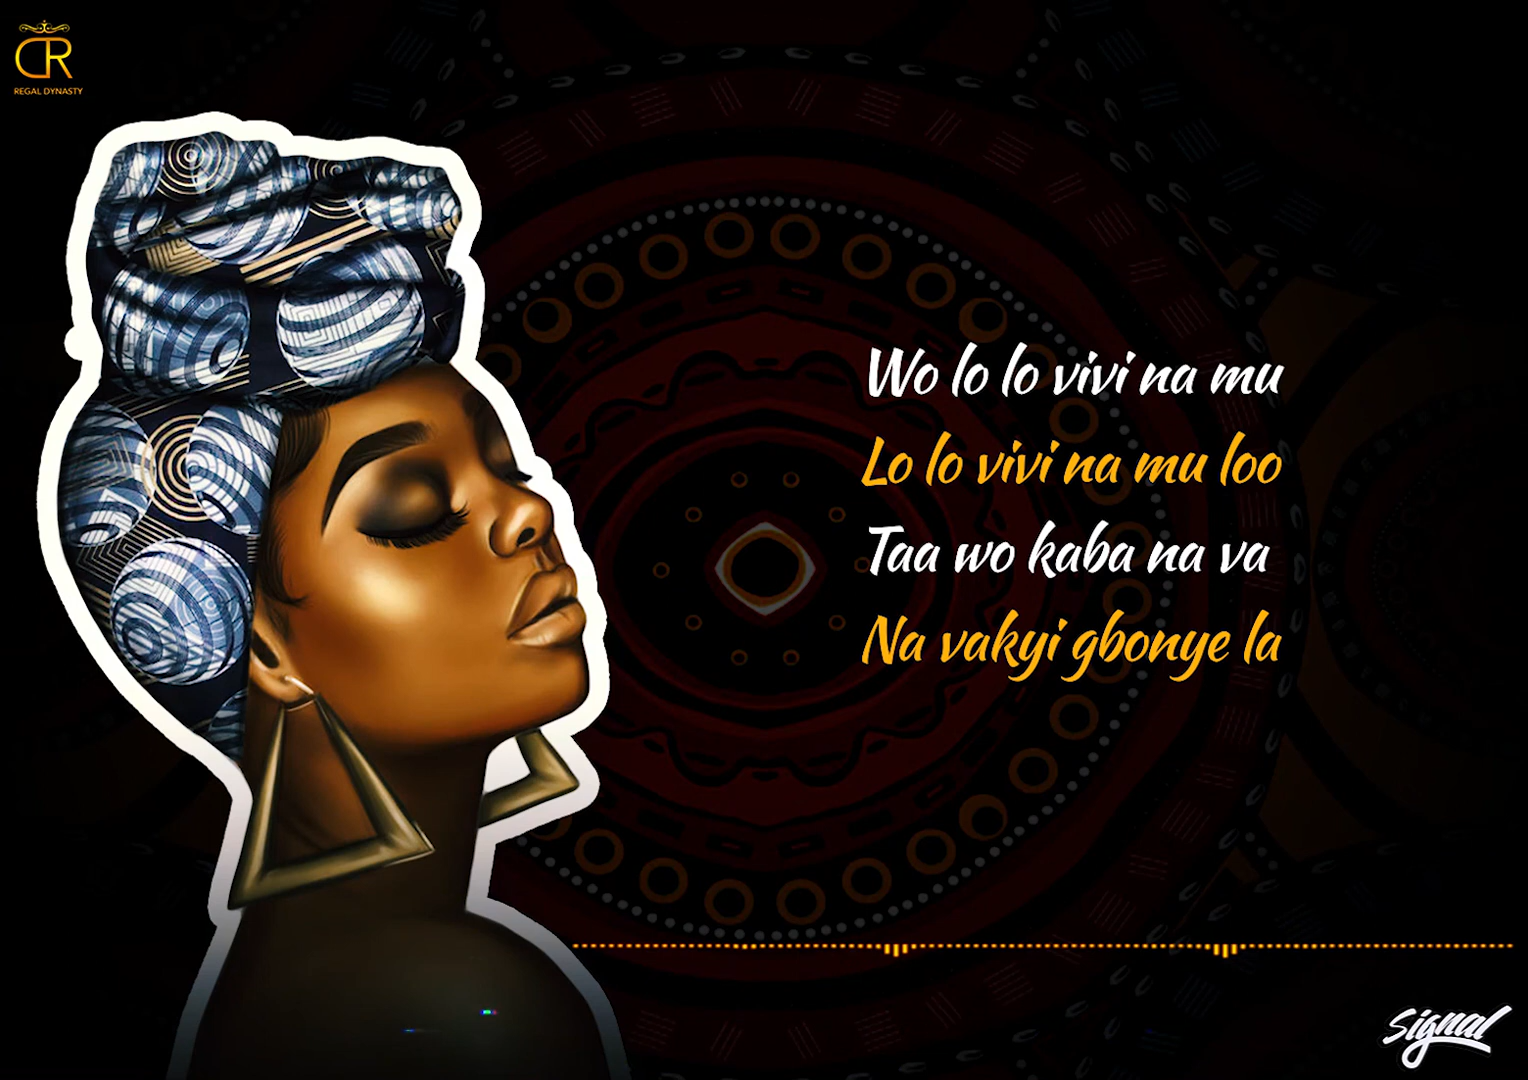 REGAL DYNASTY
Wo lo lo vivi na mu
Lo lo vivi na mu loo
Taa wo kaba na va
Na vakyi gbonye la
Signal